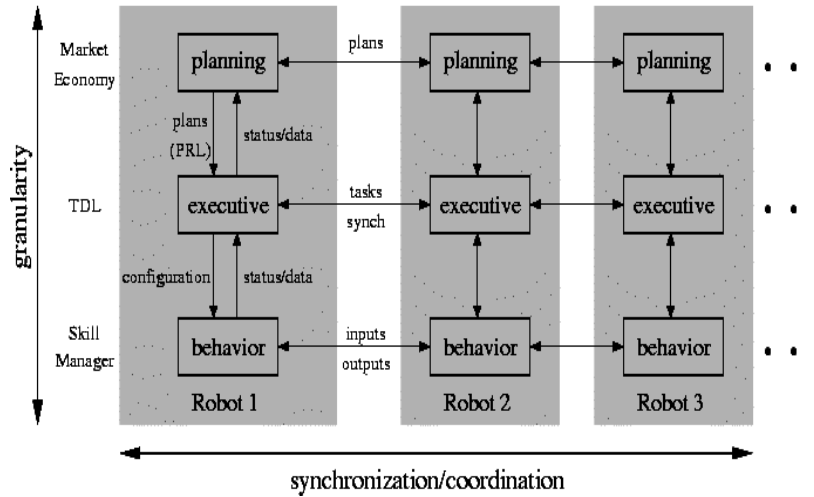 Market
Economy
planning
plans
planning
planning
plans
(PRL)
status/data
granularity
TDL
executive
tasks
synch
executive
executive
configuration
status/data
Skill
Manager
behavior
inputs
outputs
behavior
behavior
Robot 1
Robot 2
Robot 3
synchronization/coordination